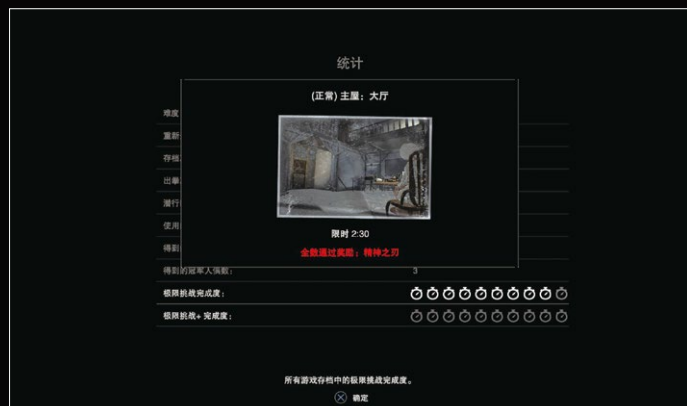 统计
(正常) 主屋：大厅
难度
重新
存档
出藥
潜行
使用
得到
限时 2:30
全数通过奖励：精神之刃
得到的冠军人偶数：
3
极限挑战完成度：
极限挑战+ 完成度：
所有游戏存档中的极限挑战完成度。
确定